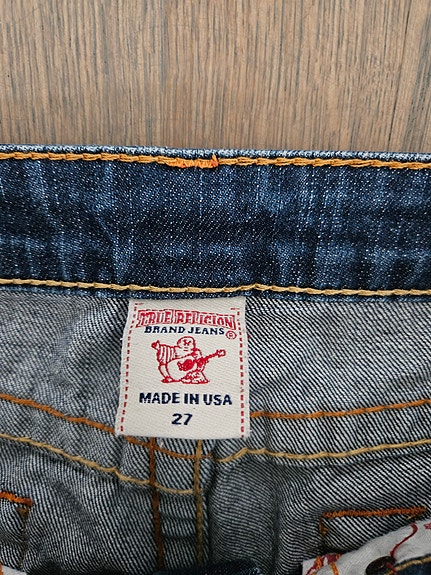 TRUE RELIGION
BRAND JEANS ®
MADE IN USA
27